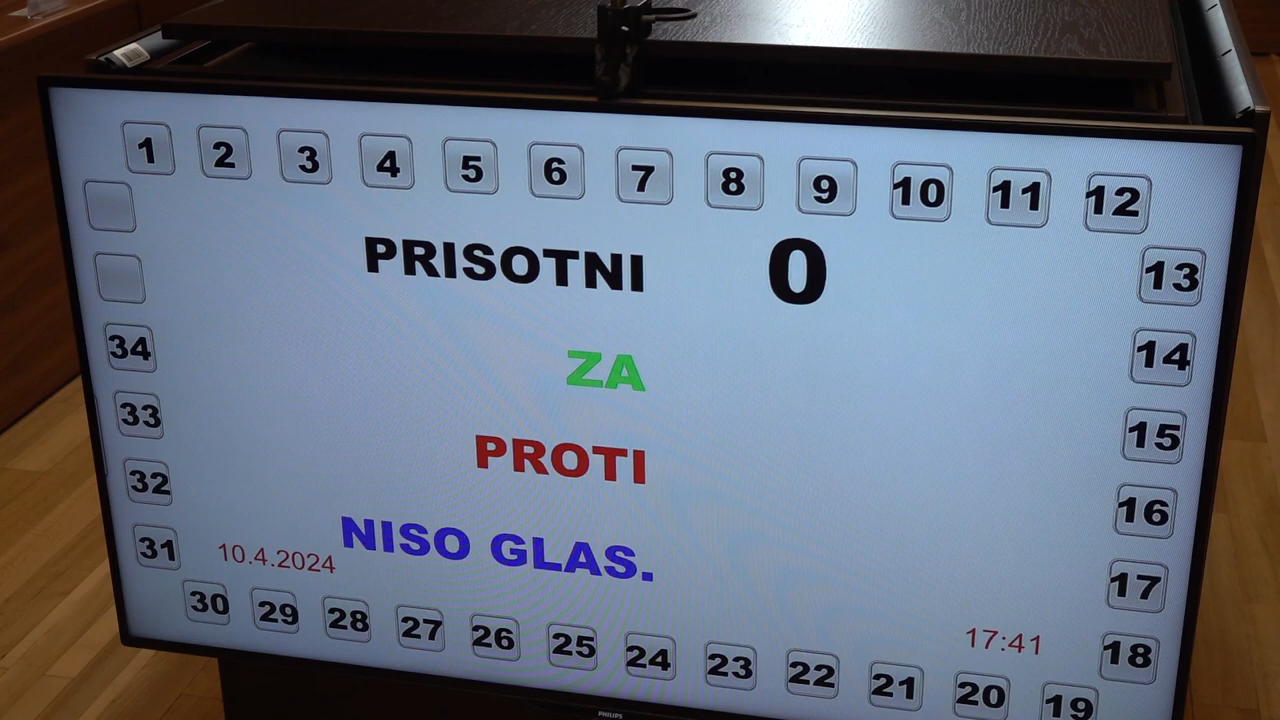 1 2 3 4 5 6 7 8 9 10 11 12
PRISOTNI 0
13
34
ZA
14
33
PROTI
15
32
16
31
10.4.2024
NISO GLAS.
17
30 29 28 27 26 25 24 23 22 21 20 19
17:41
18
PHILIPS